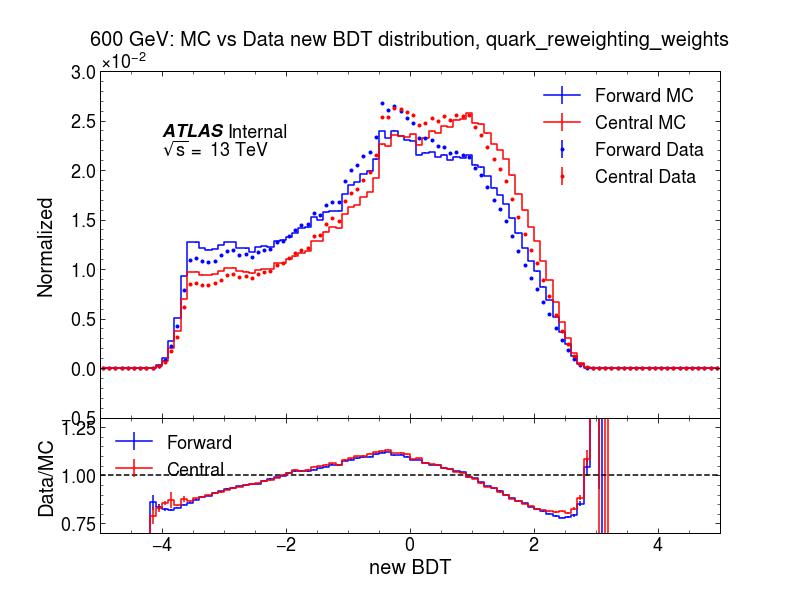 600 GeV: MC vs Data new BDT distribution, quark_reweighting_weights
×10−2
3.0
2.5
2.0
1.5
1.0
0.5
0.0
0.5
Normalized
ATLAS Internal
√s = 13 TeV
Forward MC
Central MC
Forward Data
Central Data
1.25
1.00
0.75
Data/MC
Forward
Central
−4 −2 0 2 4
new BDT